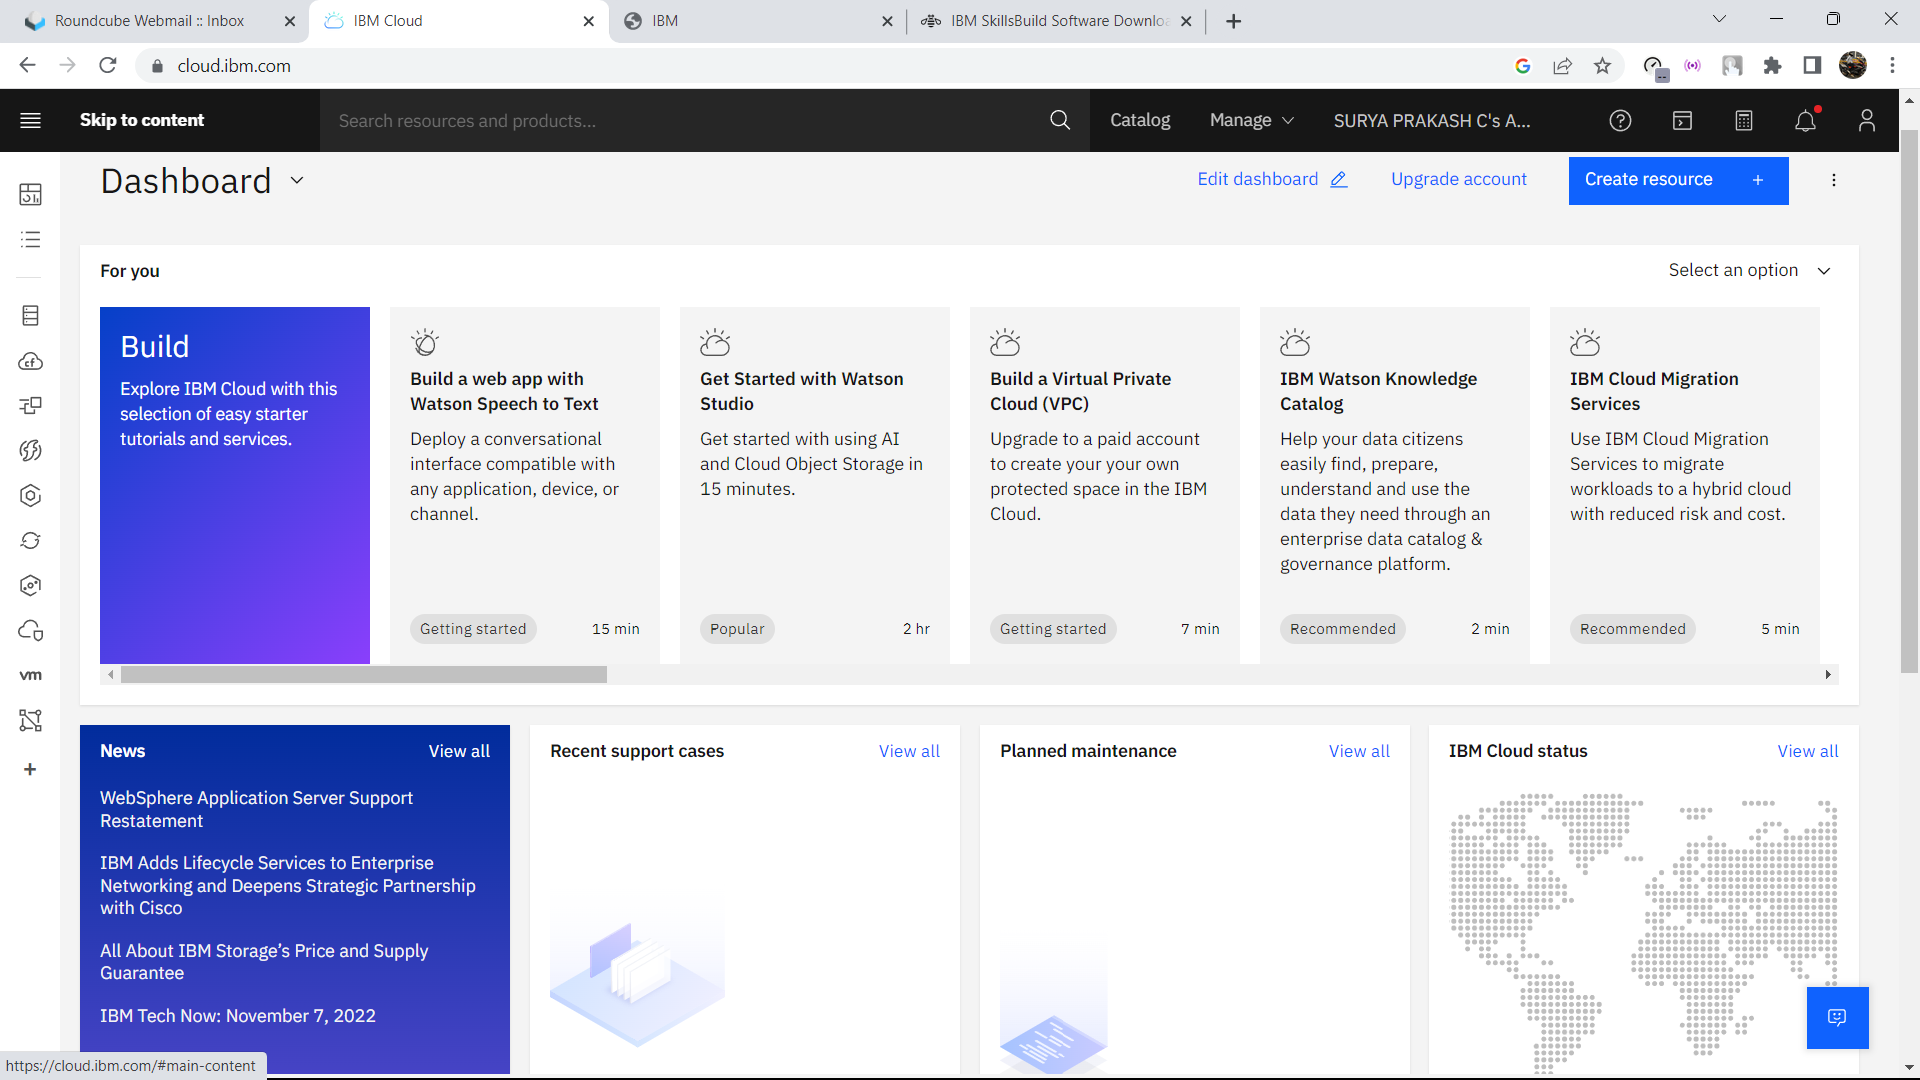 Roundcube Webmail :: Inbox
IBM Cloud
IBM
IBM SkillsBuild Software Downlo
cloud.ibm.com
Skip to content
Search resources and products...
Catalog
Manage
SURYA PRAKASH C's A...
Dashboard
Edit dashboard
Upgrade account
Create resource +
For you
Select an option
Build
Explore IBM Cloud with this
selection of easy starter
tutorials and services.
Build a web app with
Watson Speech to Text
Deploy a conversational
interface compatible with
any application, device, or
channel.
Getting started
15 min
Get Started with Watson
Studio
Get started with using AI
and Cloud Object Storage in
15 minutes.
Popular
2 hr
Build a Virtual Private
Cloud (VPC)
Upgrade to a paid account
to create your your own
protected space in the IBM
Cloud.
Getting started
7 min
IBM Watson Knowledge
Catalog
Help your data citizens
easily find, prepare,
understand and use the
data they need through an
enterprise data catalog &
governance platform.
Recommended
2 min
IBM Cloud Migration
Services
Use IBM Cloud Migration
Services to migrate
workloads to a hybrid cloud
with reduced risk and cost.
Recommended
5 min
cf
vm
News
View all
WebSphere Application Server Support
Restatement
IBM Adds Lifecycle Services to Enterprise
Networking and Deepens Strategic Partnership
with Cisco
All About IBM Storage’s Price and Supply
Guarantee
IBM Tech Now: November 7, 2022
Recent support cases
View all
Planned maintenance
View all
IBM Cloud status
View all
https://cloud.ibm.com/#main-content